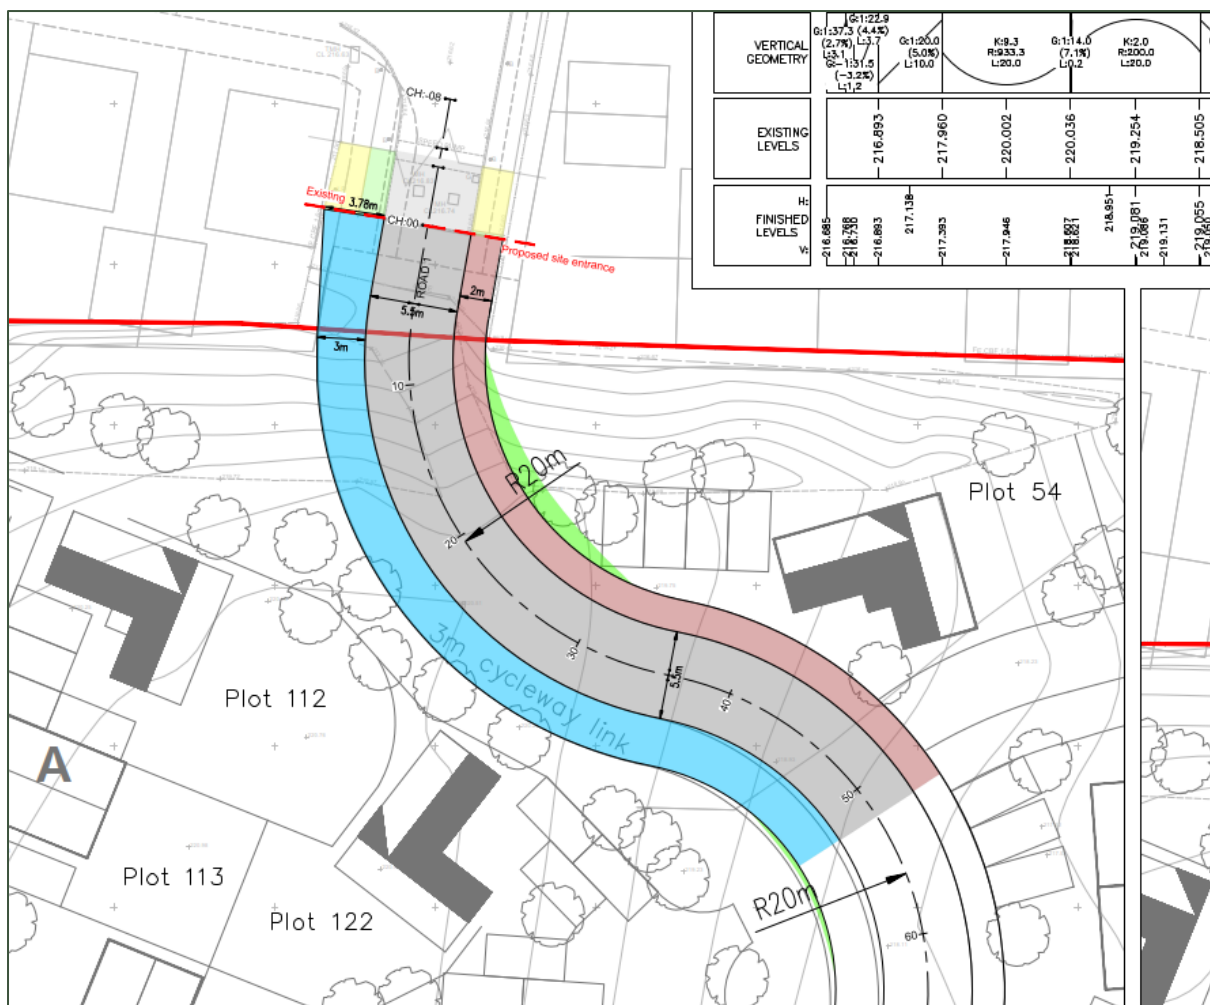 G:1:22.9
(4.4%)
L:3.7
G:1:37.3
(2.7%)
L:3.1
G:-1:31.5
(-3.2%)
L:1.2
VERTICAL
GEOMETRY
G:1:20.0
(5.0%)
L:10.0
K:9.3
R:933.3
L:20.0
G:1:14.0
(7.1%)
L:0.2
K:2.0
R:200.0
L:20.0
EXISTING
LEVELS
216.893
217.960
220.002
220.036
219.254
218.505
H:
FINISHED
LEVELS
V:
216.685
216.730
216.893
217.138
217.393
217.946
218.621
218.951
219.081
219.086
219.131
219.055
CH:-08
Existing
3.78m
CH:00
Proposed site entrance
ROAD 1
2m
5.5m
3m
10
R20m
Plot 54
20
30
5.5m
40
3m cycleway link
Plot 112
A
50
Plot 113
R20m
Plot 122
60